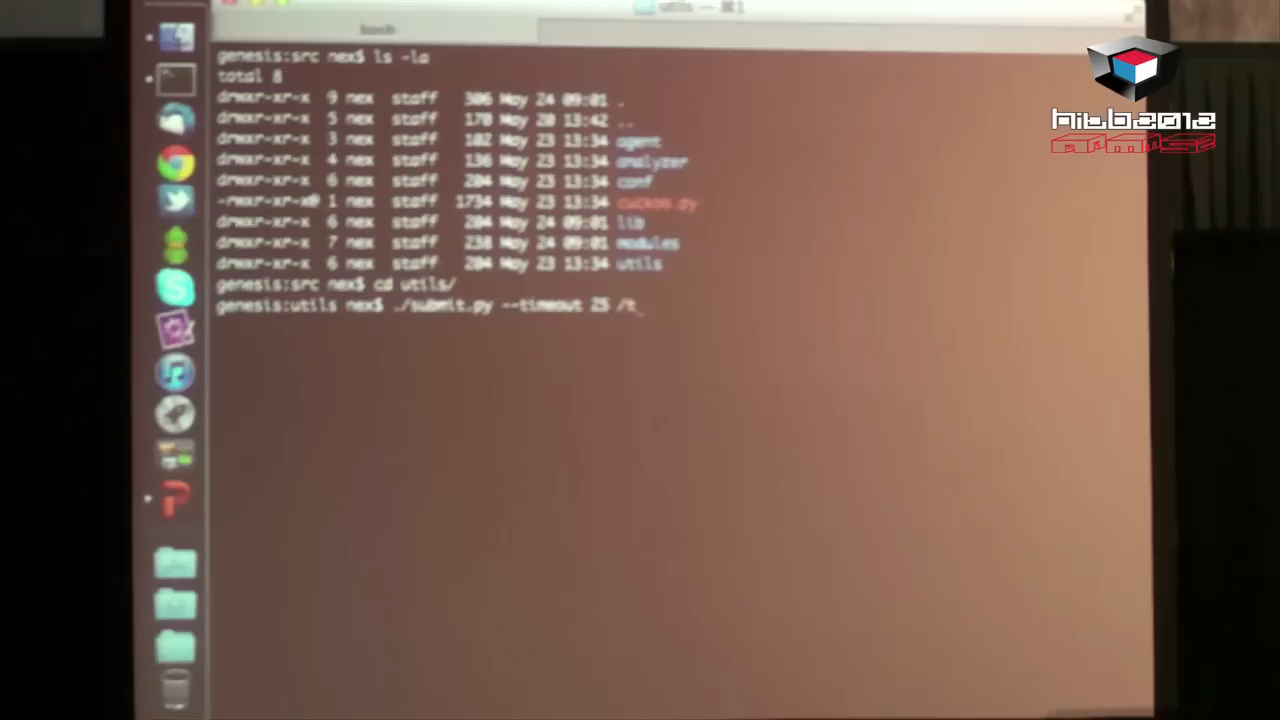 utils — ⌘1
bash
genesis:src nex$ ls -la
total 8
drwxr-xr-x 9 nex staff 306 May 24 09:01 .
drwxr-xr-x 5 nex staff 170 May 20 13:42 ..
drwxr-xr-x 3 nex staff 102 May 23 13:34 agent
drwxr-xr-x 4 nex staff 136 May 23 13:34 analyzer
drwxr-xr-x 6 nex staff 204 May 23 13:34 conf
-rwxr-xr-x@ 1 nex staff 1734 May 23 13:34 cuckoo.py
drwxr-xr-x 6 nex staff 204 May 24 09:01 lib
drwxr-xr-x 7 nex staff 238 May 24 09:01 modules
drwxr-xr-x 6 nex staff 204 May 23 13:34 utils
genesis:src nex$ cd utils/
genesis:utils nex$ ./submit.py --timeout 25 /t_
hitb2012
ams